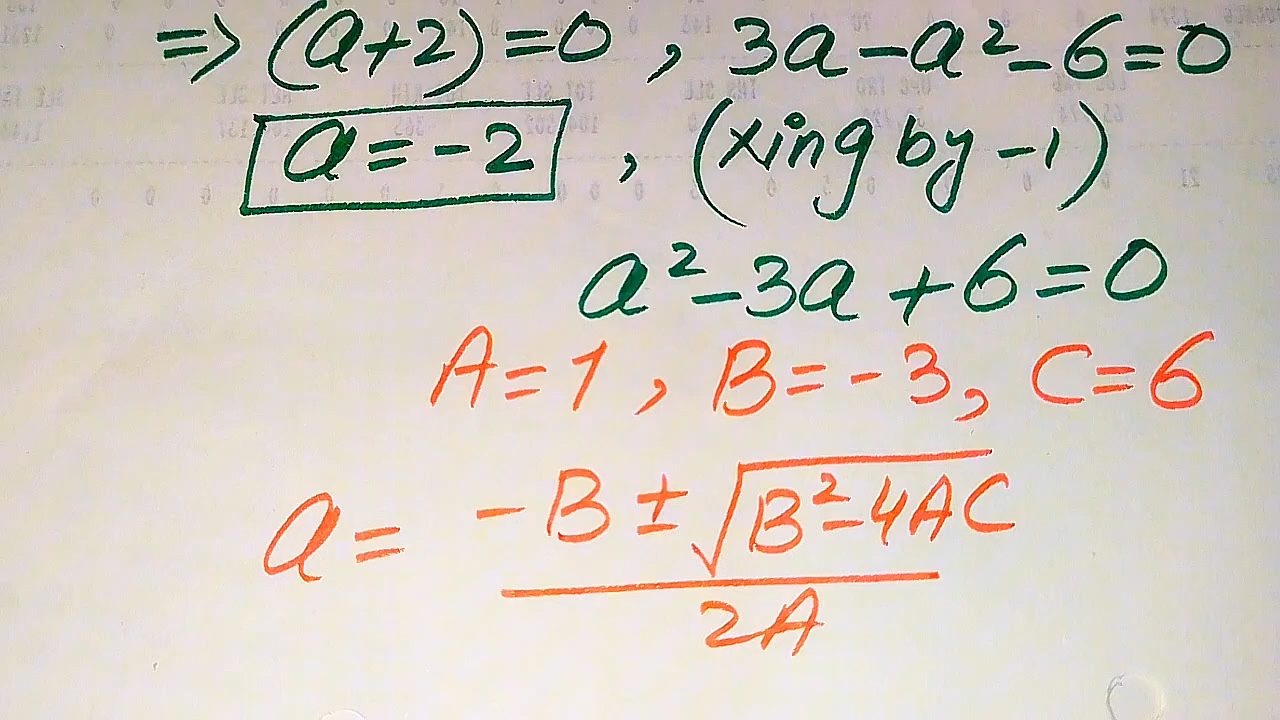 => (a+2)=0 , 3a-a²-6=0
a=-2 , (xing by -1)
a²-3a+6=0
A=1, B=-3, C=6
a= -B±√B²-4AC
2A